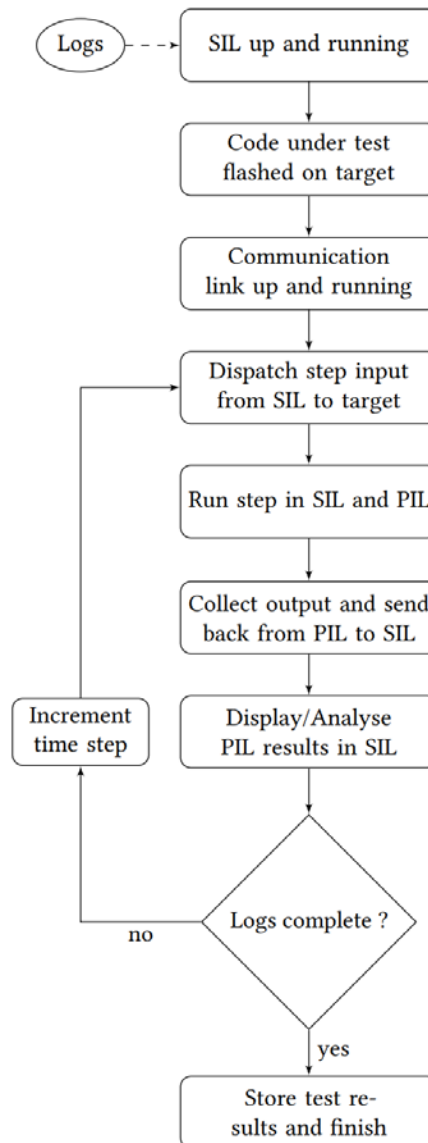 Logs
SIL up and running
Code under test
flashed on target
Communication
link up and running
Dispatch step input
from SIL to target
Run step in SIL and PIL
Collect output and send
back from PIL to SIL
Increment
time step
Display/Analyse
PIL results in SIL
Logs complete ?
no
yes
Store test re-
sults and finish